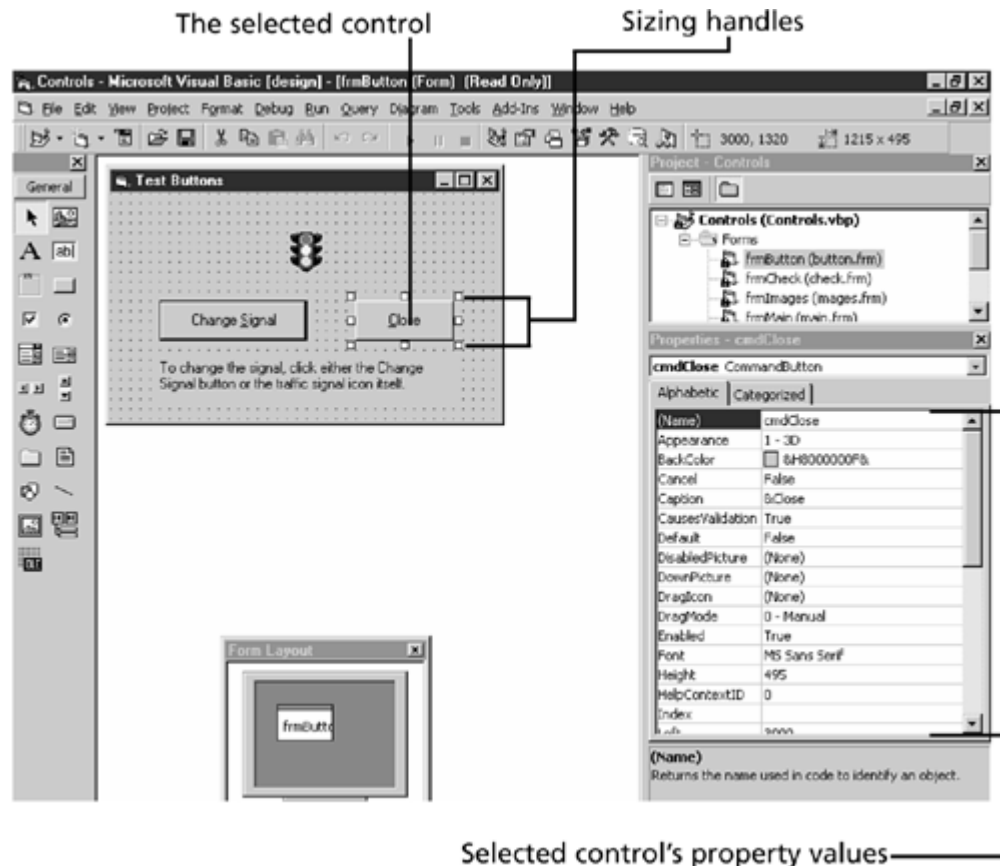 The selected control
Sizing handles
Controls - Microsoft Visual Basic [design] - [frmButton (Form) (Read Only)]
File Edit View Project Format Debug Run Query Diagram Tools Add-Ins Window Help
3000, 1320
1215 x 495
General
A
ab|
OLE
Test Buttons
Change Signal
Close
To change the signal, click either the Change
Signal button or the traffic signal icon itself.
Project - Controls
Controls (Controls.vbp)
Forms
frmButton (button.frm)
frmCheck (check.frm)
frmImages (mages.frm)
frmMain (main.frm)
Properties - cmdClose
cmdClose CommandButton
Alphabetic Categorized
(Name) cmdClose
Appearance 1 - 3D
BackColor &H8000000F&
Cancel False
Caption &Close
CausesValidation True
Default False
DisabledPicture (None)
DownPicture (None)
DragIcon (None)
DragMode 0 - Manual
Enabled True
Font MS Sans Serif
Height 495
HelpContextID 0
Index
Left 3000
(Name)
Returns the name used in code to identify an object.
Form Layout
frmButto
Selected control's property values